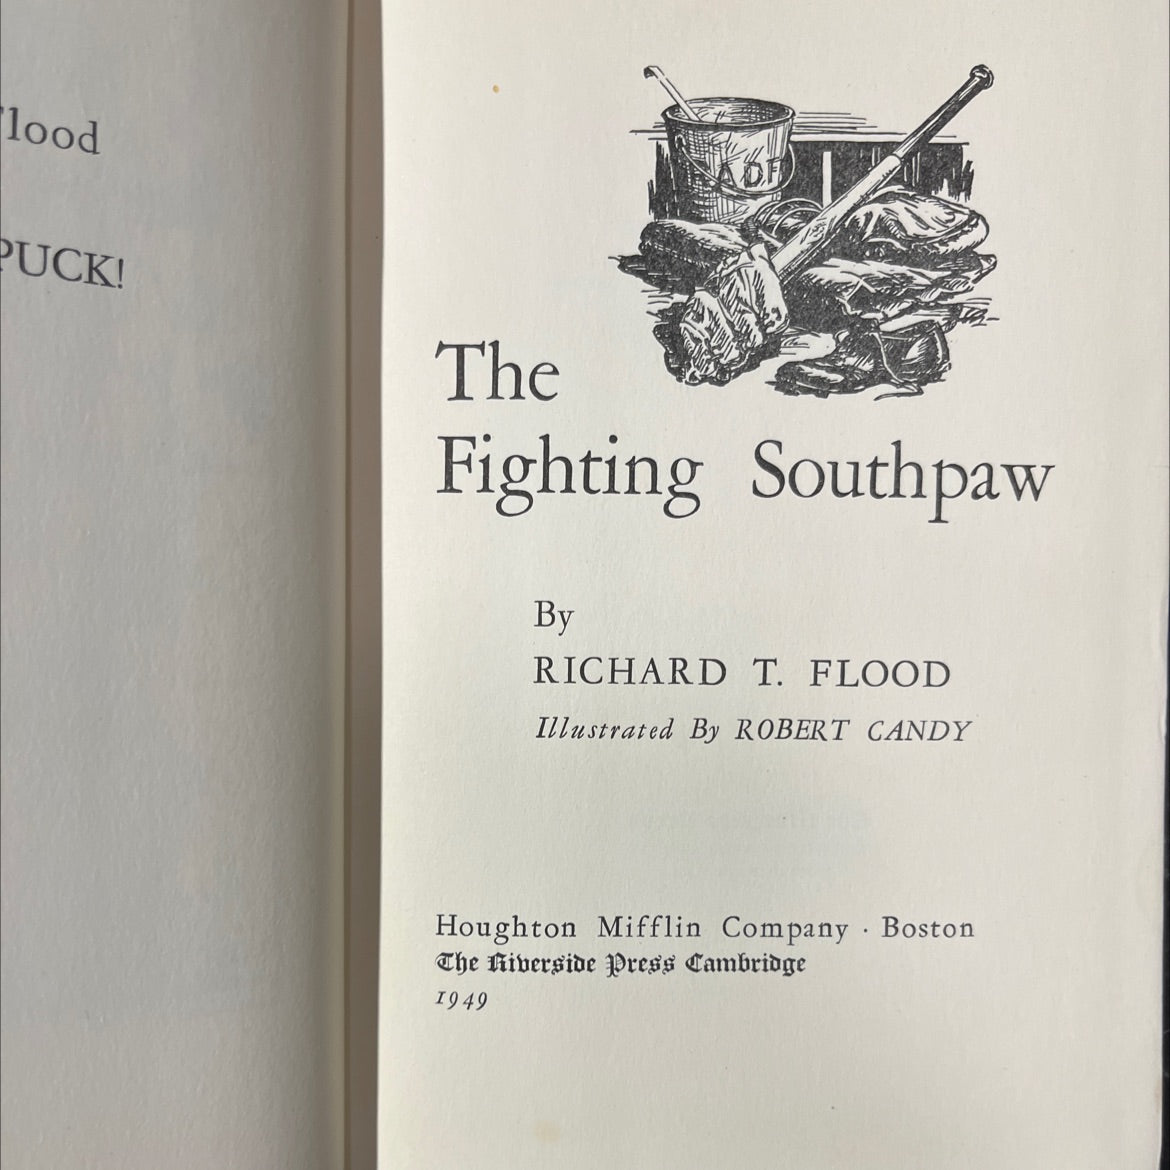 Flood
PUCK!
ADF
The
Fighting Southpaw
By
RICHARD T. FLOOD
Illustrated By ROBERT CANDY
Houghton Mifflin Company · Boston
The Riverside Press Cambridge
1949